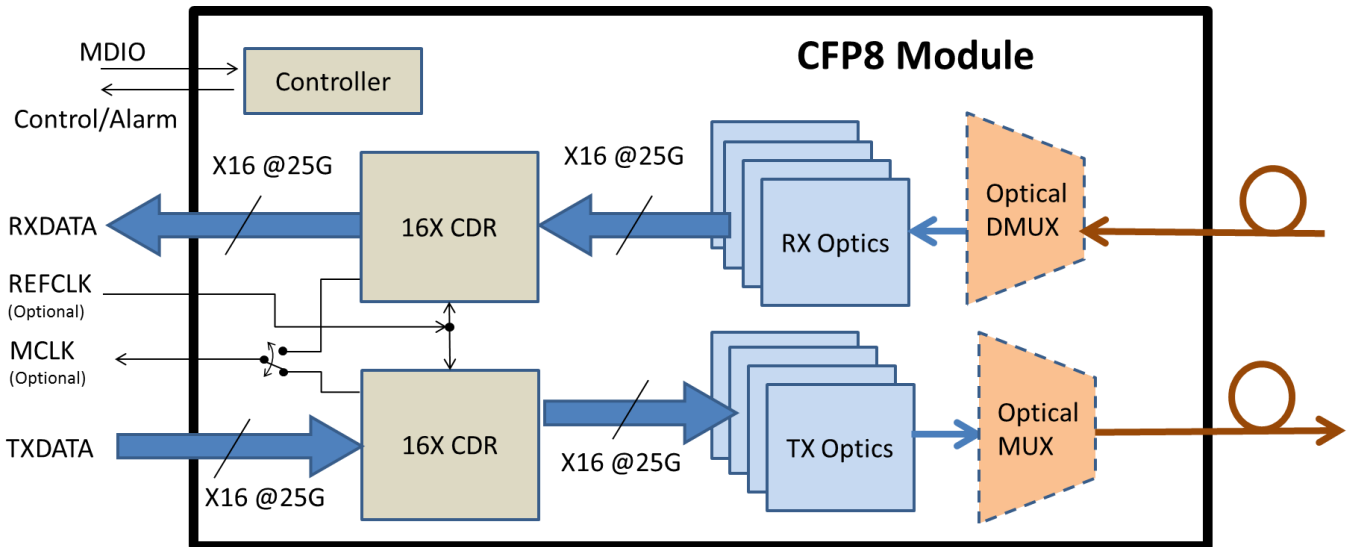 CFP8 Module
MDIO
Controller
Control/Alarm
X16 @25G
X16 @25G
RXDATA
16X CDR
RX Optics
Optical
DMUX
REFCLK
(Optional)
MCLK
(Optional)
TXDATA
X16 @25G
16X CDR
X16 @25G
TX Optics
Optical
MUX